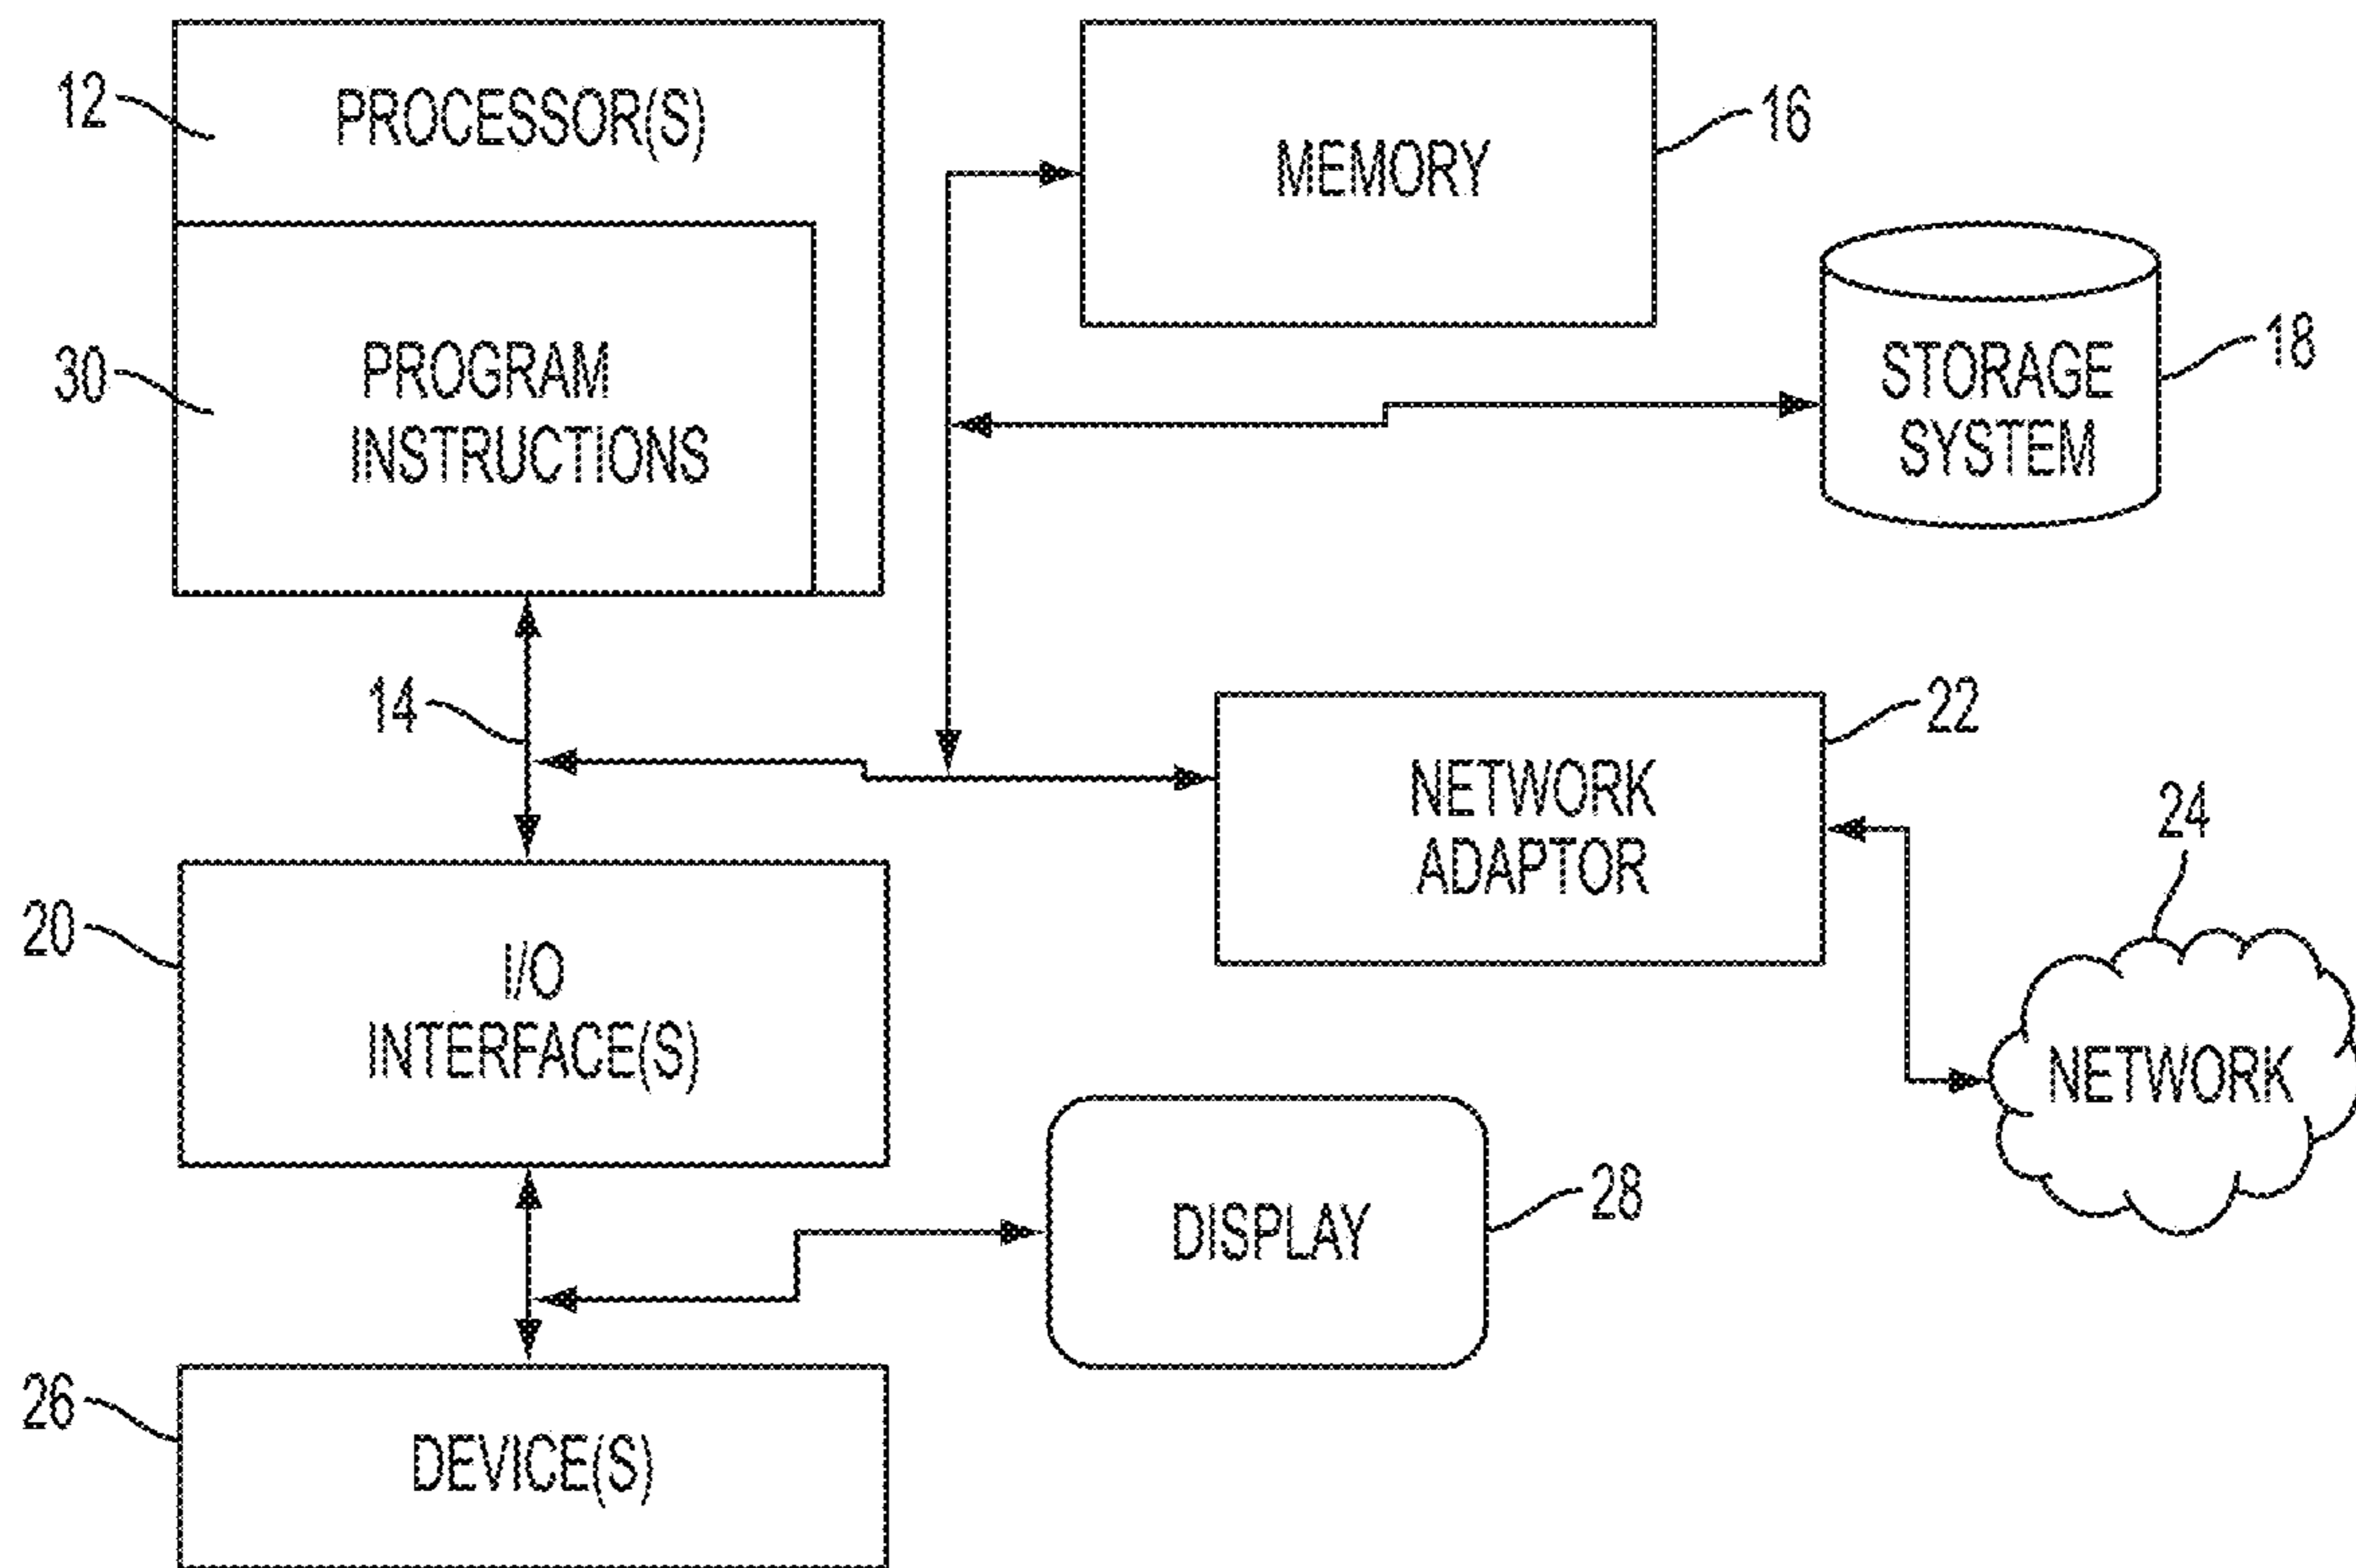 12
PROCESSOR(S)
MEMORY
16
30
PROGRAM
INSTRUCTIONS
STORAGE
SYSTEM
18
14
22
NETWORK
ADAPTOR
24
20
I/O
INTERFACE(S)
NETWORK
DISPLAY
28
26
DEVICE(S)